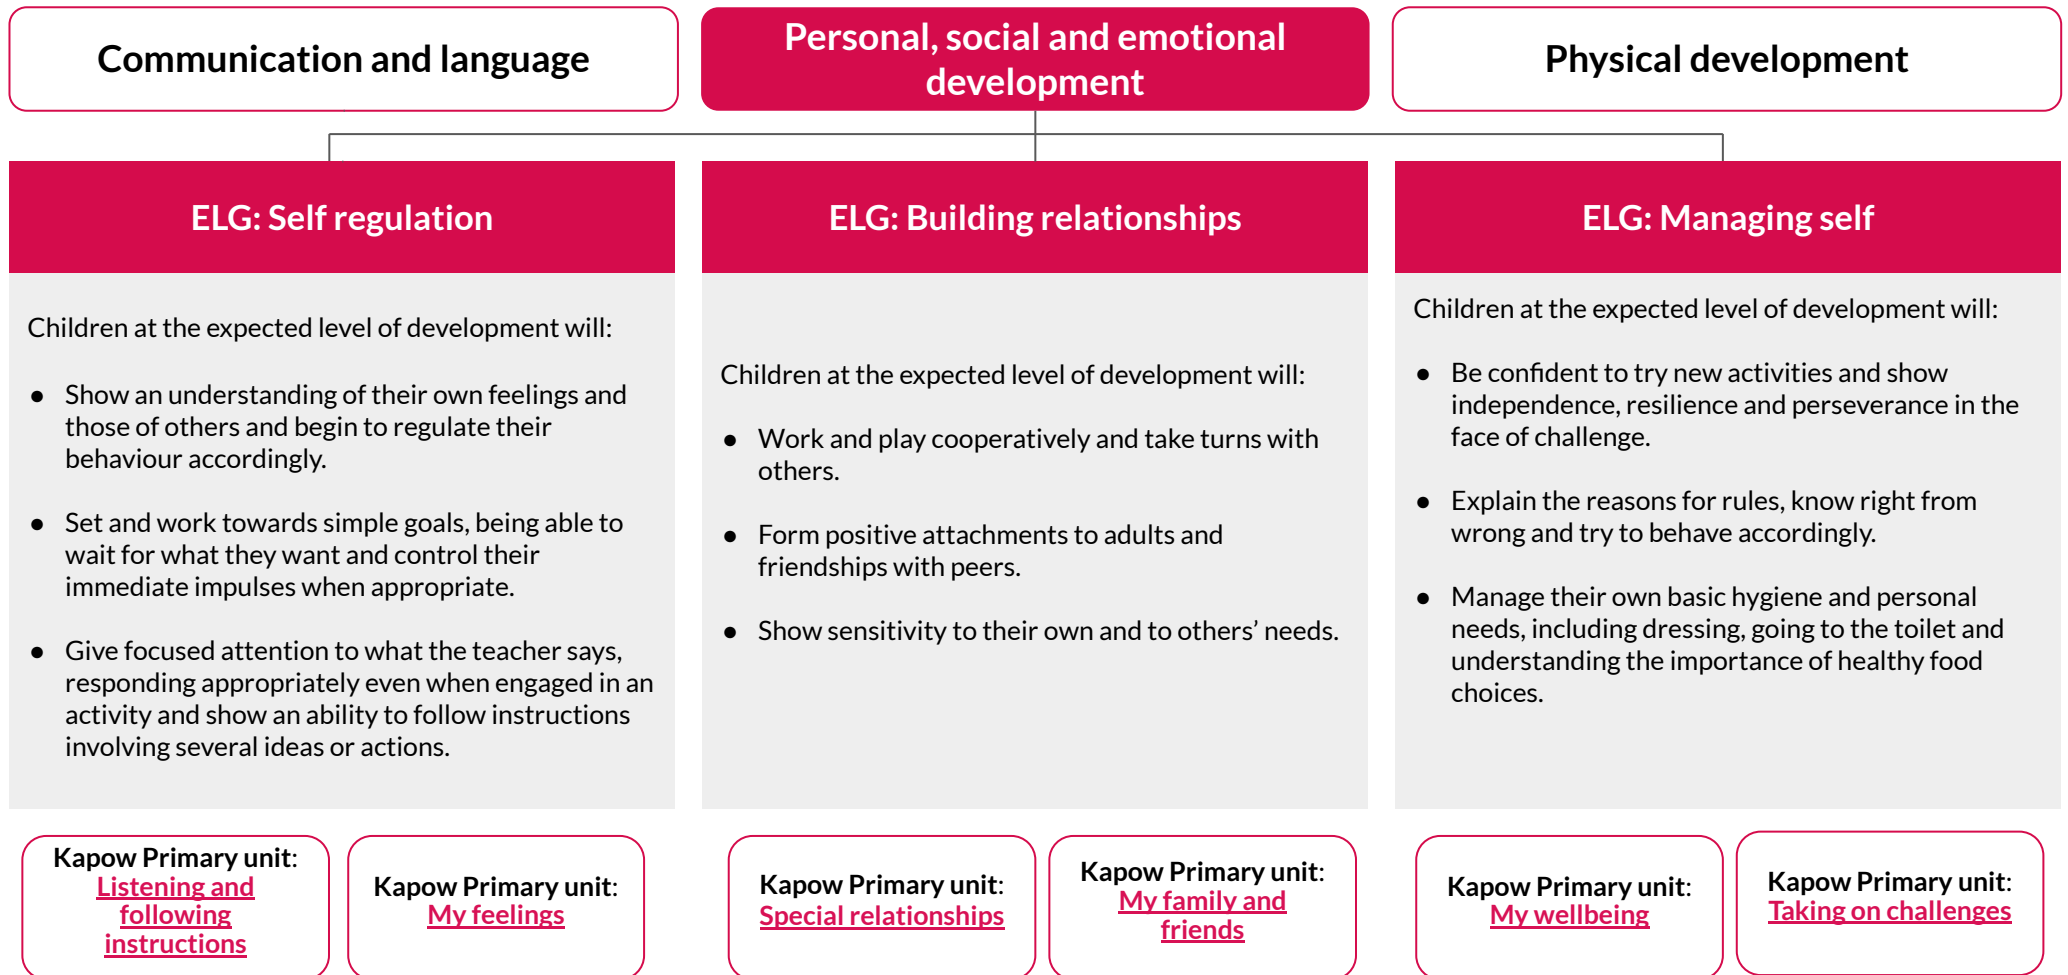 Communication and language
Personal, social and emotional
development
Physical development
ELG: Self regulation
Children at the expected level of development will:
● Show an understanding of their own feelings and
those of others and begin to regulate their
behaviour accordingly.
● Set and work towards simple goals, being able to
wait for what they want and control their
immediate impulses when appropriate.
● Give focused attention to what the teacher says,
responding appropriately even when engaged in an
activity and show an ability to follow instructions
involving several ideas or actions.
Kapow Primary unit:
Listening and
following
instructions
Kapow Primary unit:
My feelings
ELG: Building relationships
Children at the expected level of development will:
● Work and play cooperatively and take turns with
others.
● Form positive attachments to adults and
friendships with peers.
● Show sensitivity to their own and to others’ needs.
Kapow Primary unit:
Special relationships
Kapow Primary unit:
My family and
friends
ELG: Managing self
Children at the expected level of development will:
● Be confident to try new activities and show
independence, resilience and perseverance in the
face of challenge.
● Explain the reasons for rules, know right from
wrong and try to behave accordingly.
● Manage their own basic hygiene and personal
needs, including dressing, going to the toilet and
understanding the importance of healthy food
choices.
Kapow Primary unit:
My wellbeing
Kapow Primary unit:
Taking on challenges